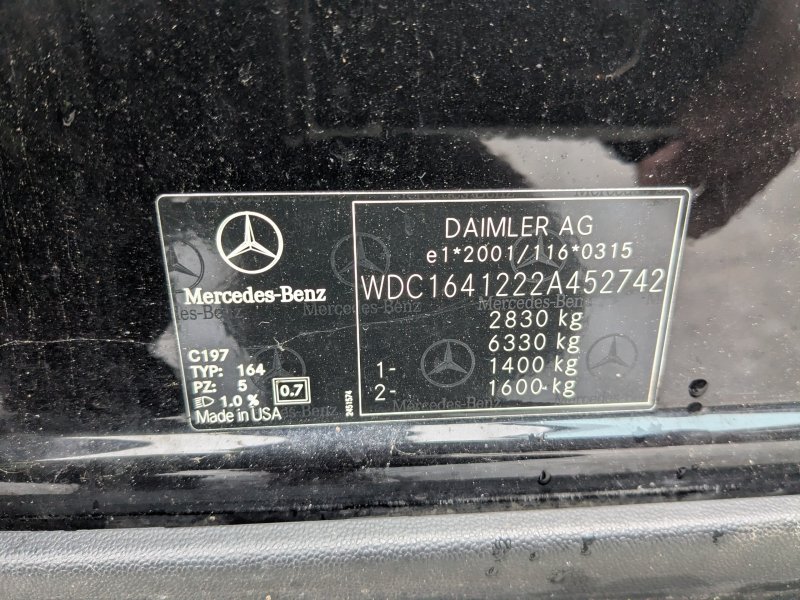 Mercedes-Benz
C197
TYP: 164
PZ: 5
1.0 %
0.7
Made in USA
DAIMLER AG
e1*2001/116*0315
WDC1641222A452742
2830 kg
6330 kg
1- 1400 kg
2- 1600 kg